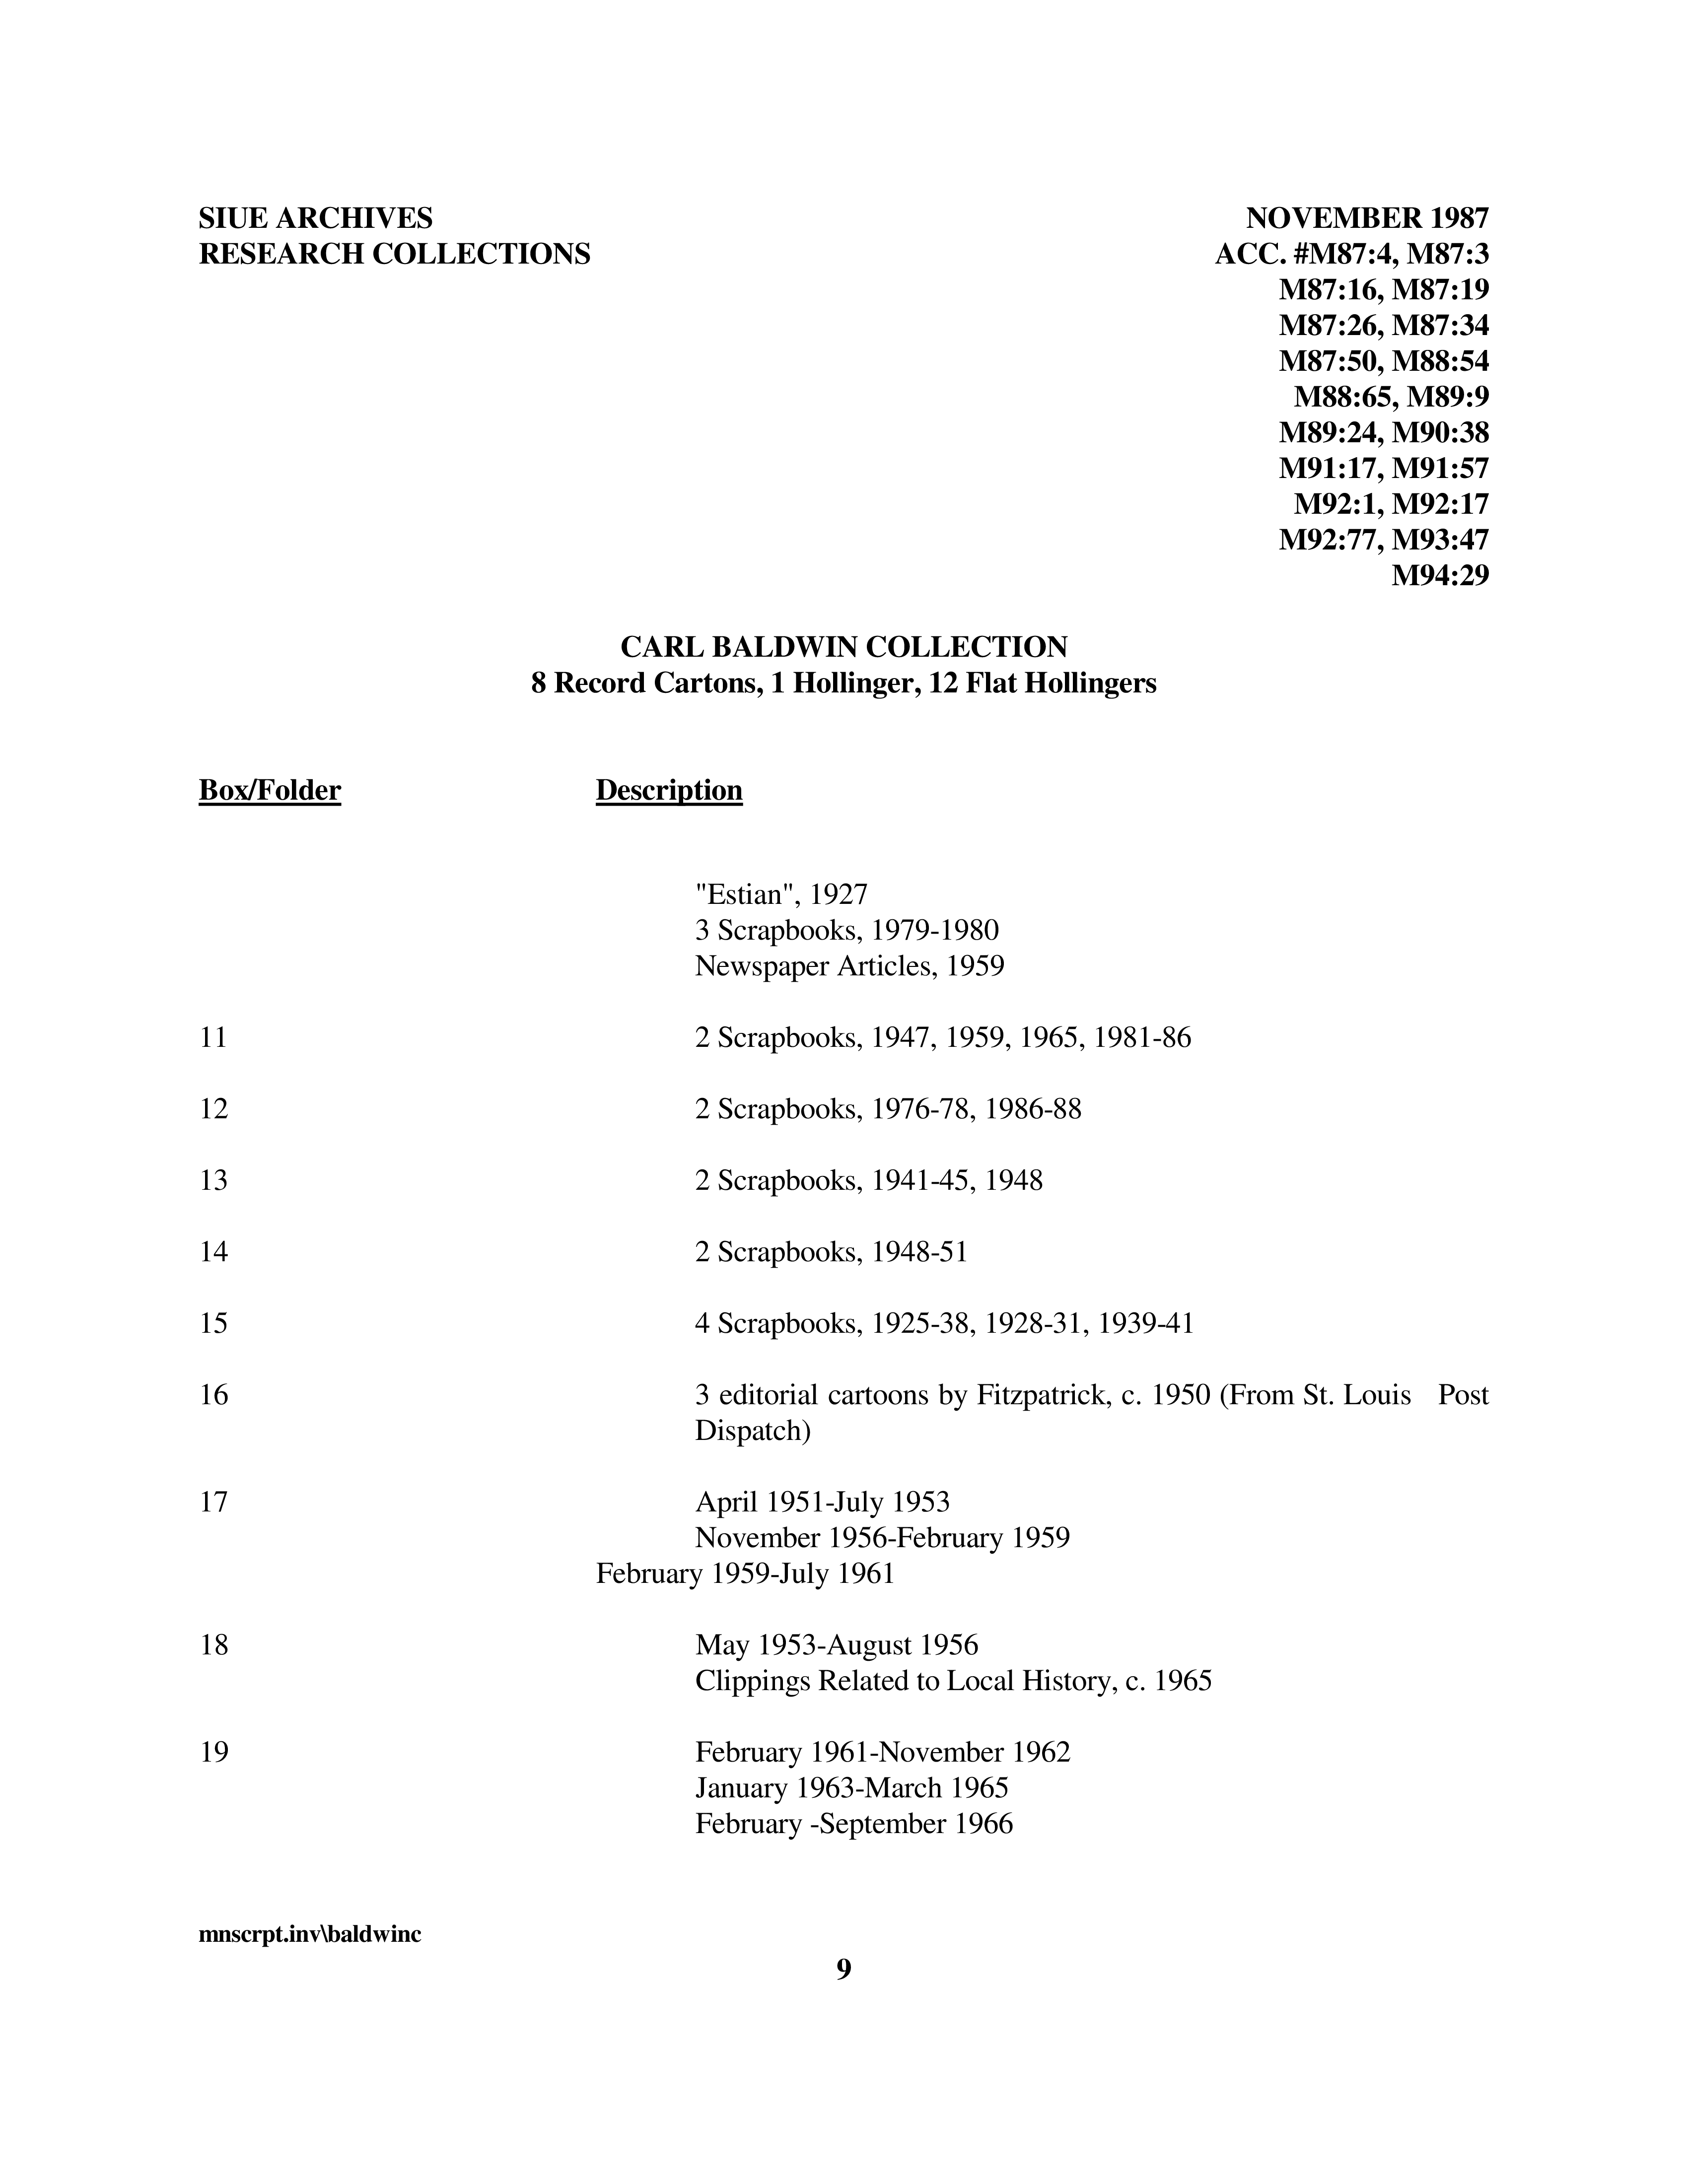 SIUE ARCHIVES NOVEMBER 1987
RESEARCH COLLECTIONS ACC. #M87:4, M87:3
M87:16, M87:19
M87:26, M87:34
M87:50, M88:54
M88:65, M89:9
M89:24, M90:38
M91:17, M91:57
M92:1, M92:17
M92:77, M93:47
M94:29
CARL BALDWIN COLLECTION
8 Record Cartons, 1 Hollinger, 12 Flat Hollingers
Box/Folder Description
"Estian", 1927
3 Scrapbooks, 1979-1980
Newspaper Articles, 1959
11 2 Scrapbooks, 1947, 1959, 1965, 1981-86
12 2 Scrapbooks, 1976-78, 1986-88
13 2 Scrapbooks, 1941-45, 1948
14 2 Scrapbooks, 1948-51
15 4 Scrapbooks, 1925-38, 1928-31, 1939-41
16 3 editorial cartoons by Fitzpatrick, c. 1950 (From St. Louis Post
Dispatch)
17 April 1951-July 1953
November 1956-February 1959
February 1959-July 1961
18 May 1953-August 1956
Clippings Related to Local History, c. 1965
19 February 1961-November 1962
January 1963-March 1965
February -September 1966
mnscrpt.inv\baldwinc
9